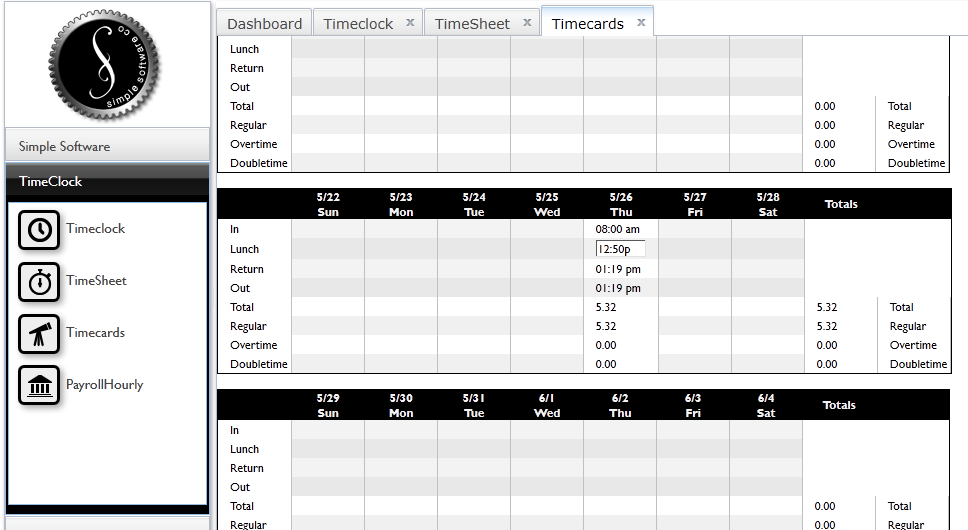 simple software co
Simple Software
TimeClock
Timeclock
TimeSheet
Timecards
PayrollHourly
Dashboard Timeclock x TimeSheet x Timecards x
Lunch
Return
Out
Total 0.00 Total
Regular 0.00 Regular
Overtime 0.00 Overtime
Doubletime 0.00 Doubletime
5/22 5/23 5/24 5/25 5/26 5/27 5/28
Sun Mon Tue Wed Thu Fri Sat Totals
In 08:00 am
Lunch 12:50p
Return 01:19 pm
Out 01:19 pm
Total 5.32 5.32 Total
Regular 5.32 5.32 Regular
Overtime 0.00 0.00 Overtime
Doubletime 0.00 0.00 Doubletime
5/29 5/30 5/31 6/1 6/2 6/3 6/4
Sun Mon Tue Wed Thu Fri Sat Totals
In
Lunch
Return
Out
Total 0.00 Total
Regular 0.00 Regular